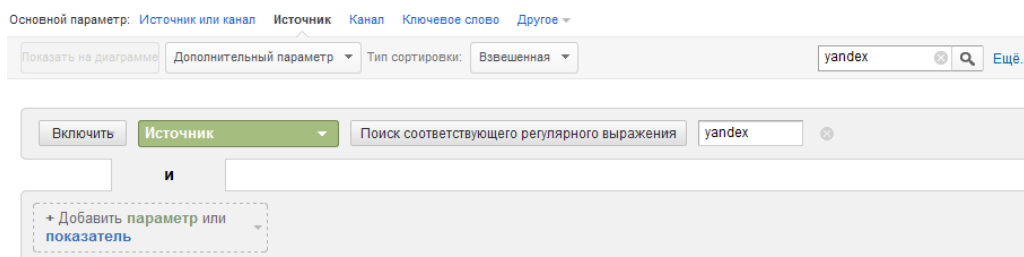 Основной параметр: Источник или канал Источник Канал Ключевое слово Другое
Показать на диаграмме Дополнительный параметр Тип сортировки: Взвешенная yandex Ещё.
Включить Источник Поиск соответствующего регулярного выражения yandex
и
+ Добавить параметр или
показатель